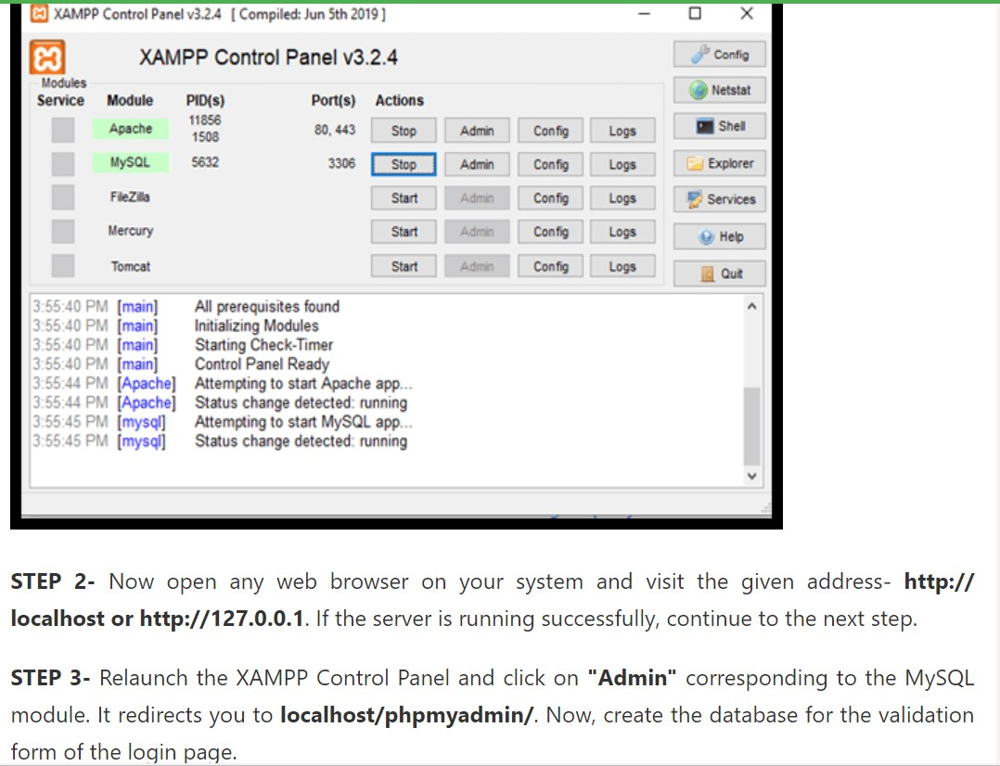 XAMPP Control Panel v3.2.4 [ Compiled: Jun 5th 2019 ]
XAMPP Control Panel v3.2.4
Config
Modules
Service Module PID(s) Port(s) Actions
Netstat
Apache 11856 1508 80, 443 Stop Admin Config Logs
Shell
MySQL 5632 3306 Stop Admin Config Logs
Explorer
FileZilla Start Admin Config Logs
Services
Mercury Start Admin Config Logs
Help
Tomcat Start Admin Config Logs
Quit
3:55:40 PM [main] All prerequisites found
3:55:40 PM [main] Initializing Modules
3:55:40 PM [main] Starting Check-Timer
3:55:40 PM [main] Control Panel Ready
3:55:44 PM [Apache] Attempting to start Apache app...
3:55:44 PM [Apache] Status change detected: running
3:55:45 PM [mysql] Attempting to start MySQL app...
3:55:45 PM [mysql] Status change detected: running
STEP 2- Now open any web browser on your system and visit the given address- http://
localhost or http://127.0.0.1. If the server is running successfully, continue to the next step.
STEP 3- Relaunch the XAMPP Control Panel and click on "Admin" corresponding to the MySQL
module. It redirects you to localhost/phpmyadmin/. Now, create the database for the validation
form of the login page.